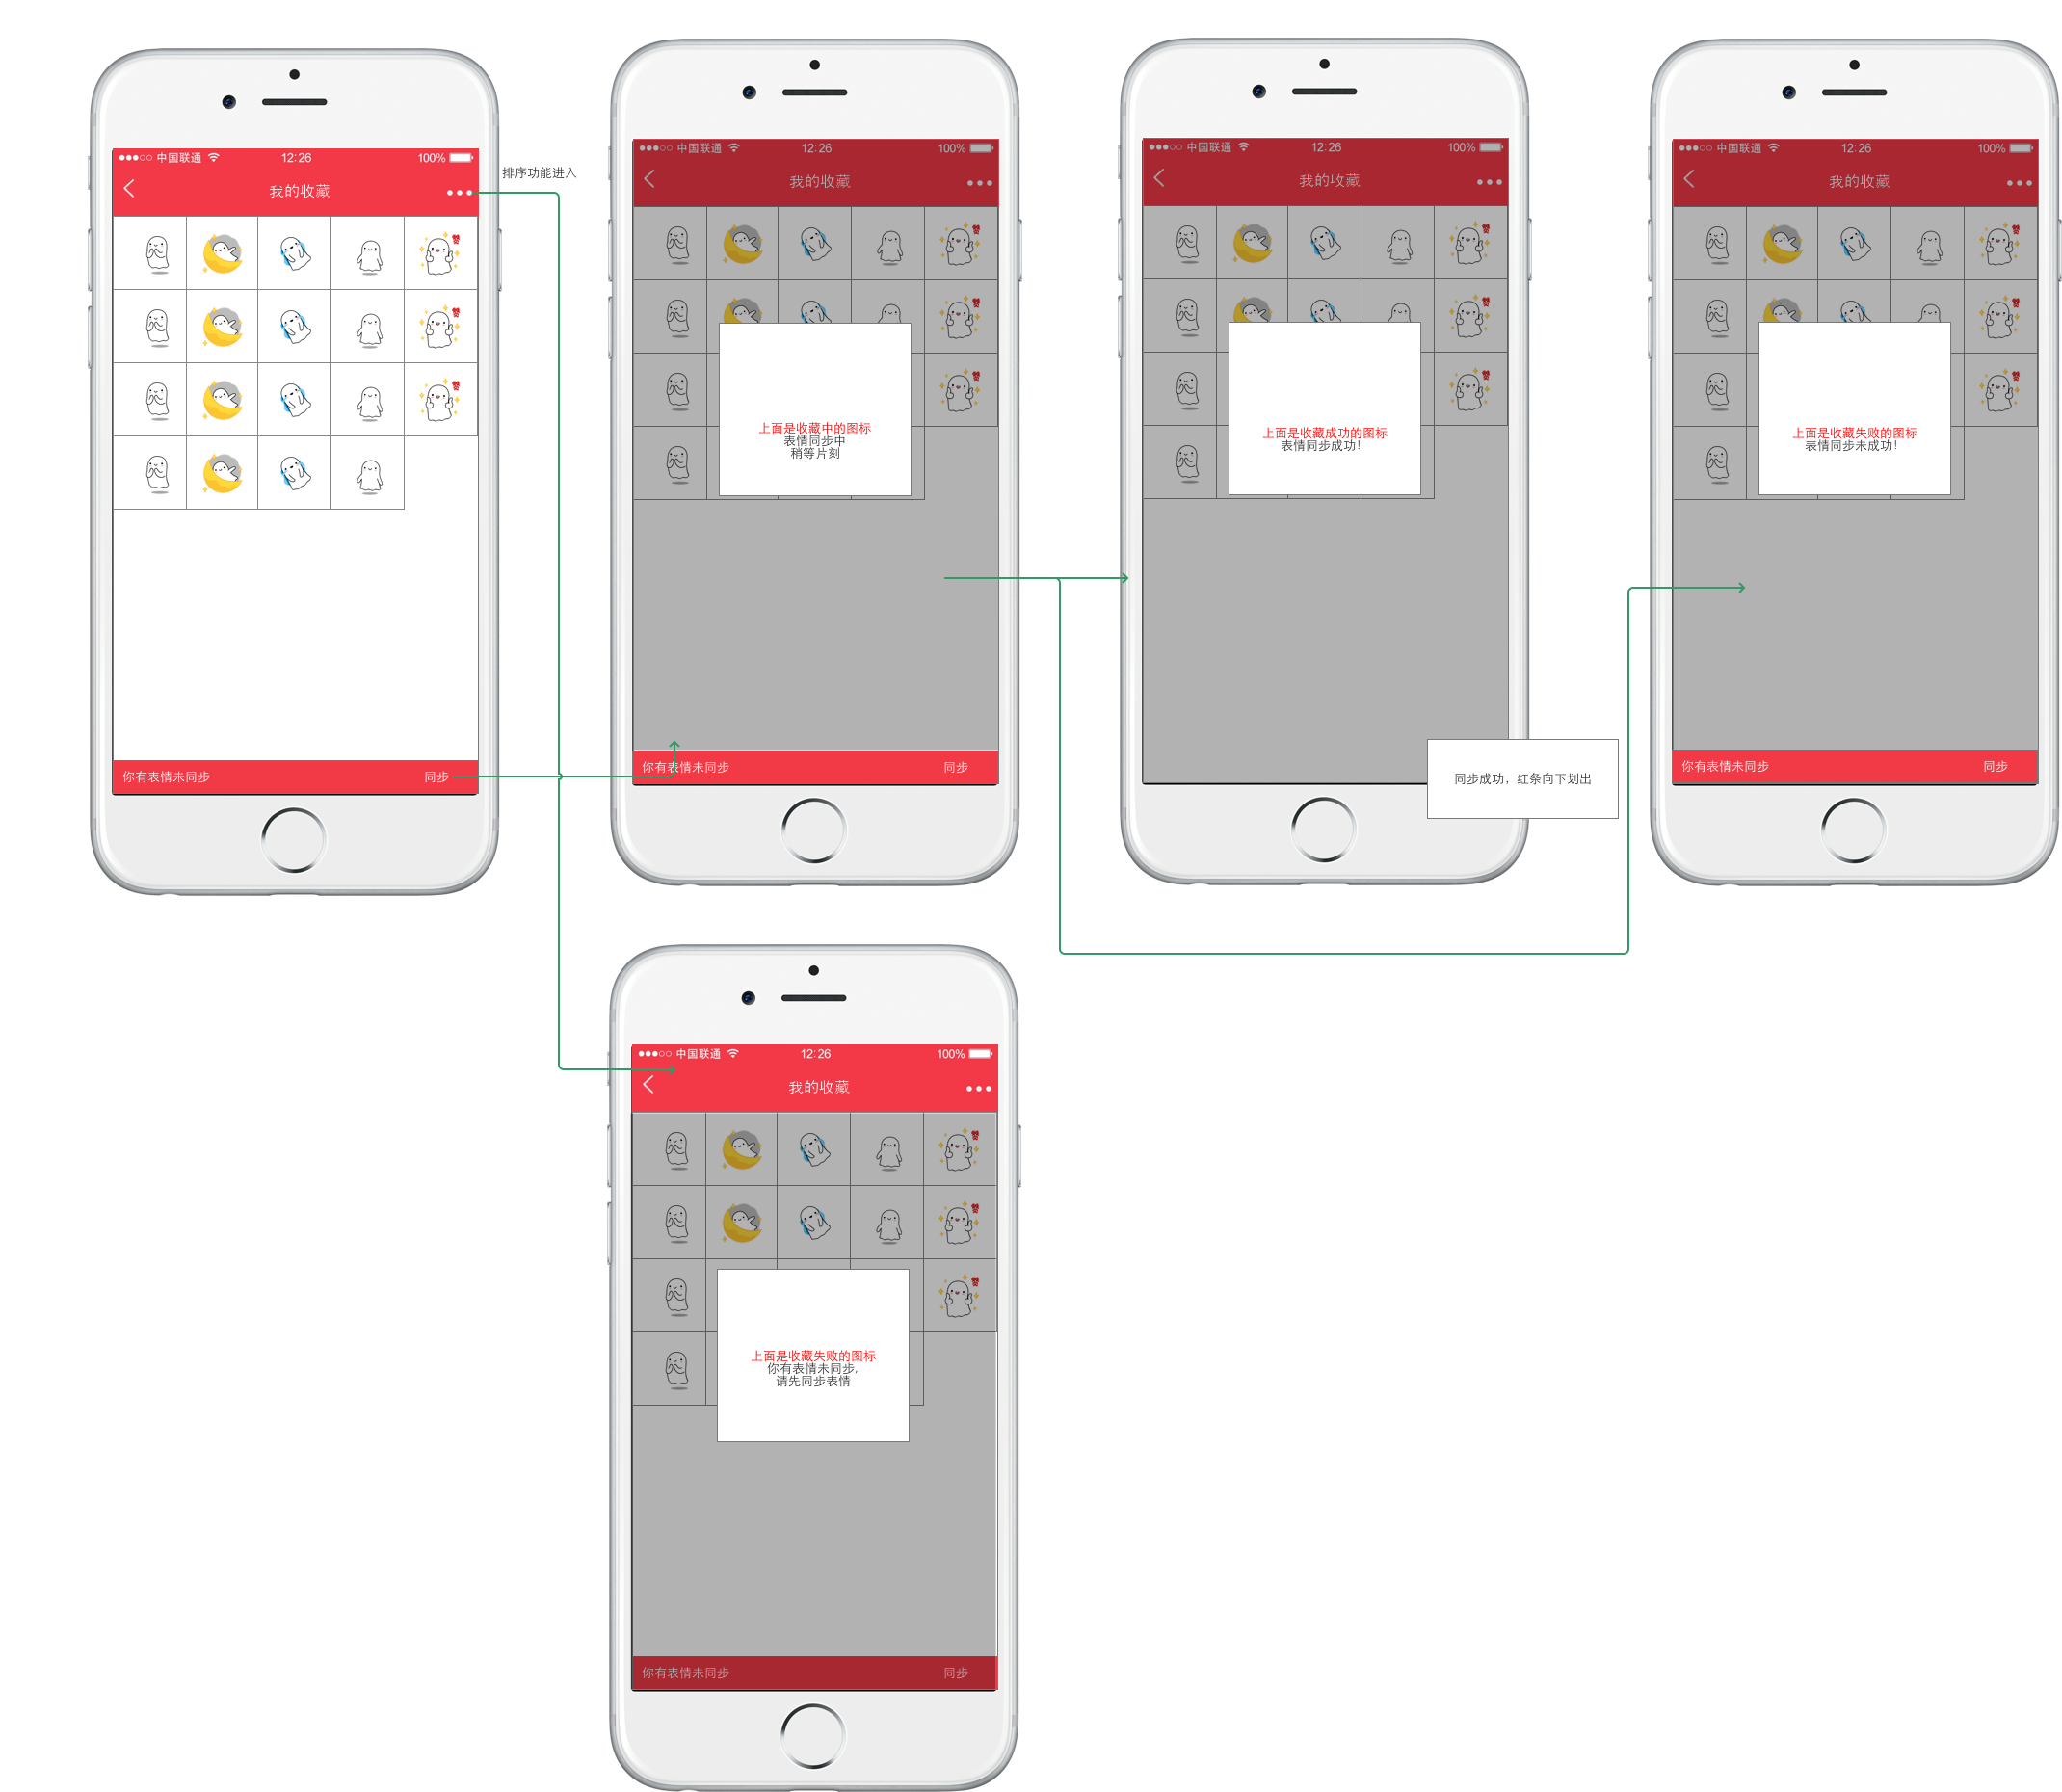 中国联通 12:26 100%
我的收藏
你有表情未同步 同步
排序功能进入
中国联通 12:26 100%
我的收藏
赞
赞
赞
上面是收藏中的图标
表情同步中
稍等片刻
你有表情未同步 同步
中国联通 12:26 100%
我的收藏
上面是收藏成功的图标
表情同步成功!
同步成功，红条向下划出
中国联通 12:26 100%
我的收藏
上面是收藏失败的图标
表情同步未成功!
你有表情未同步 同步
中国联通 12:26 100%
我的收藏
上面是收藏失败的图标
你有表情未同步,
请先同步表情
你有表情未同步 同步